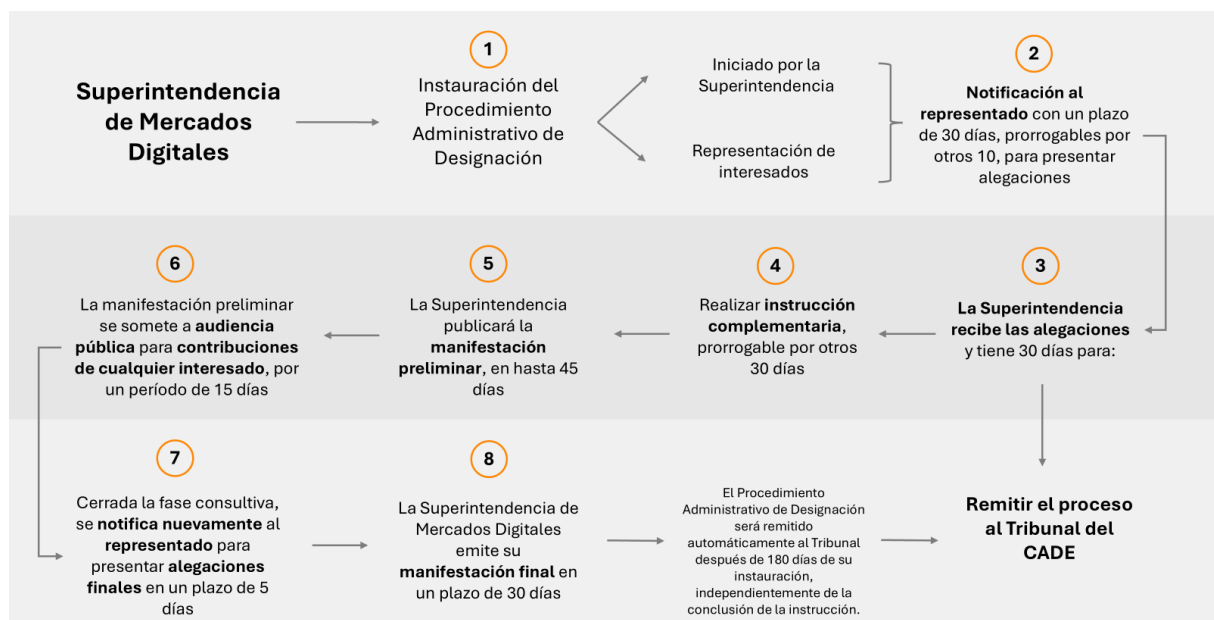 Superintendencia
de Mercados
Digitales
1
Instauración del
Procedimiento
Administrativo de
Designación
Iniciado por la
Superintendencia
Representación de
interesados
2
Notificación al
representado con un plazo
de 30 días, prorrogables por
otros 10, para presentar
alegaciones
3
La Superintendencia
recibe las alegaciones
y tiene 30 días para:
4
Realizar instrucción
complementaria,
prorrogable por otros
30 días
5
La Superintendencia
publicará la
manifestación
preliminar, en hasta 45
días
6
La manifestación preliminar
se somete a audiencia
pública para contribuciones
de cualquier interesado, por
un período de 15 días
7
Cerrada la fase consultiva,
se notifica nuevamente al
representado para
presentar alegaciones
finales en un plazo de 5
días
8
La Superintendencia de
Mercados Digitales
emite su
manifestación final en
un plazo de 30 días
El Procedimiento
Administrativo de Designación
será remitido
automáticamente al Tribunal
después de 180 días de su
instauración,
independientemente de la
conclusión de la instrucción.
Remitir el proceso
al Tribunal del
CADE